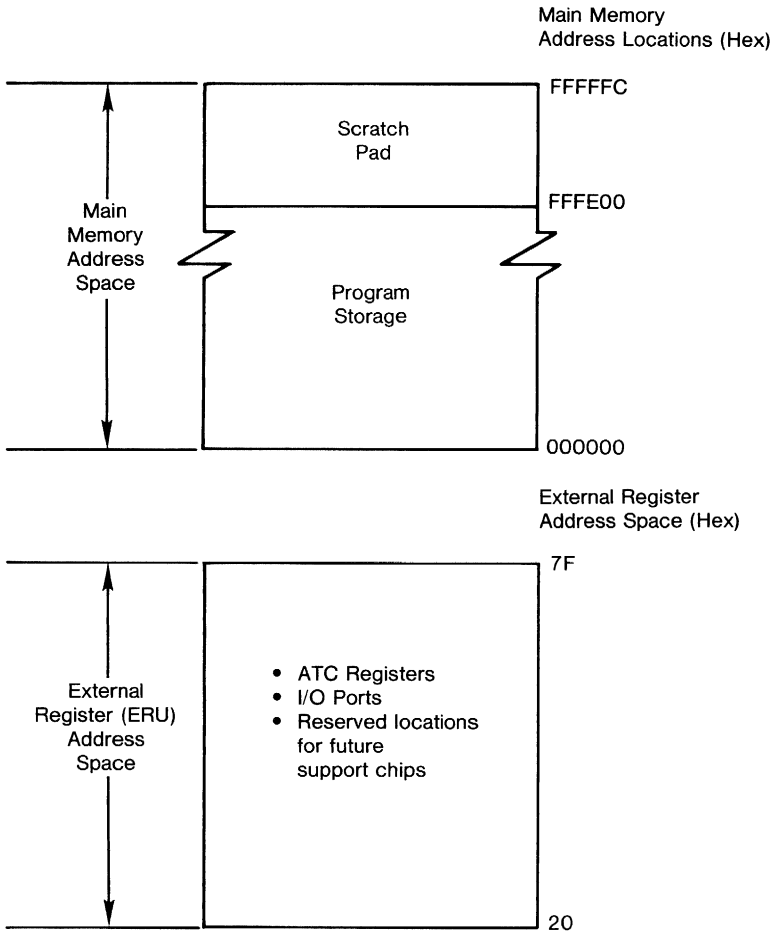 Main Memory
Address Locations (Hex)
FFFFFC
Scratch
Pad
FFFE00
Main
Memory
Address
Space
Program
Storage
000000
External Register
Address Space (Hex)
7F
• ATC Registers
• I/O Ports
• Reserved locations
for future
support chips
External
Register (ERU)
Address
Space
20